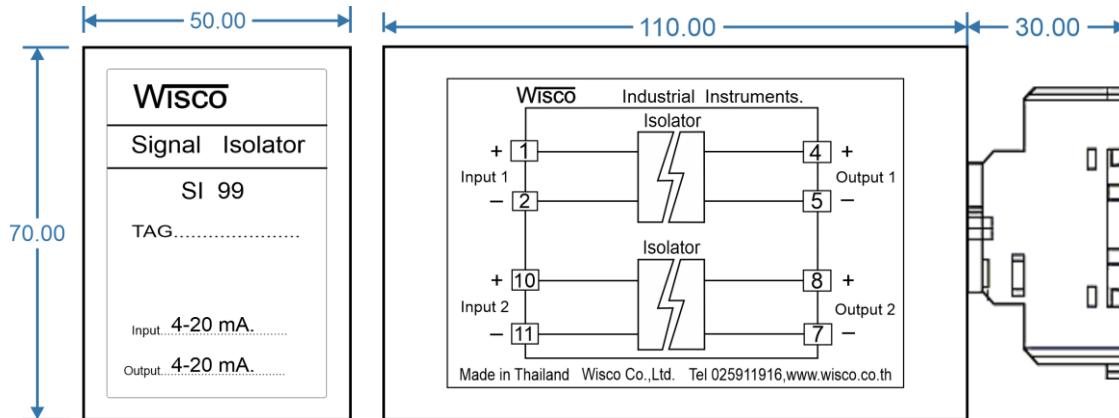 50.00
110.00
30.00
70.00
Wisco
Signal Isolator
SI 99
TAG......................
Input...4-20 mA.
Output...4-20 mA.
Wisco Industrial Instruments.
Isolator
+ 1
4 +
Input 1
Output 1
− 2
5 −
Isolator
+ 10
8 +
Input 2
Output 2
− 11
7 −
Made in Thailand Wisco Co.,Ltd. Tel 025911916,www.wisco.co.th